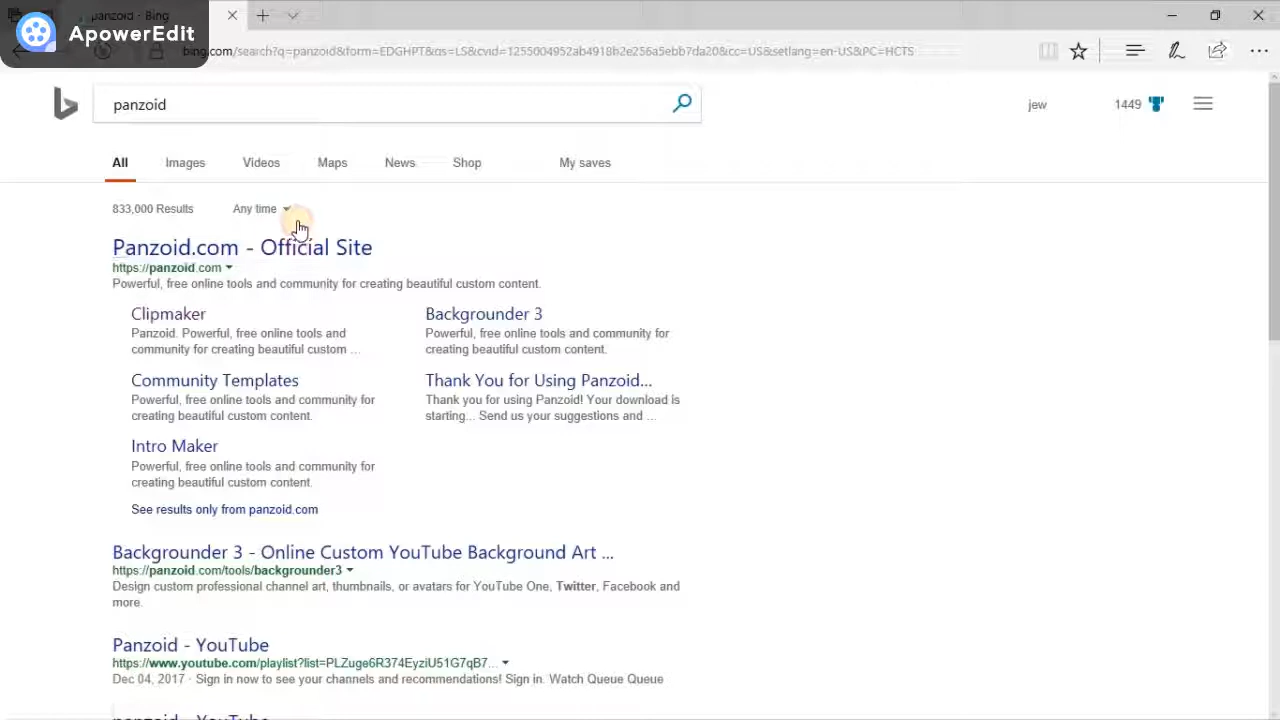 panzoid - Bing
ApowerEdit
bing.com/search?q=panzoid&form=EDGHPT&qs=LS&cvid=1255004952ab4918b2e256a5ebb7da20&cc=US&setlang=en-US&PC=HCTS
panzoid
jew
1449
All Images Videos Maps News Shop My saves
833,000 Results Any time
Panzoid.com - Official Site
https://panzoid.com
Powerful, free online tools and community for creating beautiful custom content.
Clipmaker
Panzoid. Powerful, free online tools and
community for creating beautiful custom ...
Backgrounder 3
Powerful, free online tools and community for
creating beautiful custom content.
Community Templates
Powerful, free online tools and community for
creating beautiful custom content.
Thank You for Using Panzoid...
Thank you for using Panzoid! Your download is
starting... Send us your suggestions and ...
Intro Maker
Powerful, free online tools and community for
creating beautiful custom content.
See results only from panzoid.com
Backgrounder 3 - Online Custom YouTube Background Art ...
https://panzoid.com/tools/backgrounder3
Design custom professional channel art, thumbnails, or avatars for YouTube One, Twitter, Facebook and
more.
Panzoid - YouTube
https://www.youtube.com/playlist?list=PLZuge6R374EyziU51G7qB7...
Dec 04, 2017 · Sign in now to see your channels and recommendations! Sign in. Watch Queue Queue
panzoid - YouTube